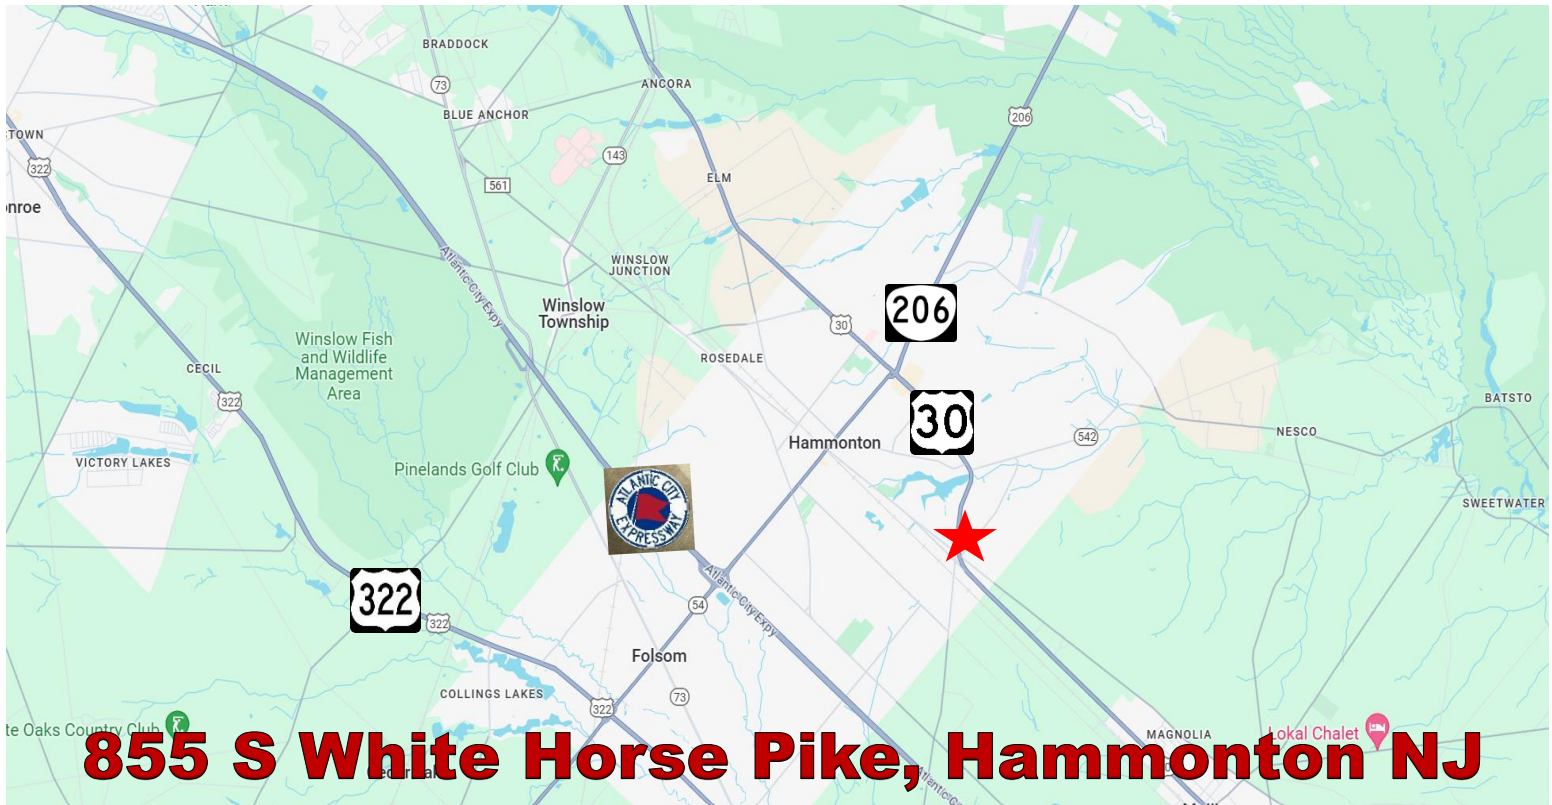 BRADDOCK
73
ANCORA
BLUE ANCHOR
206
TOWN
143
322
ELM
561
onroe
Atlantic City Expy
WINSLOW
JUNCTION
Winslow
Township
206
30
Winslow Fish
and Wildlife
Management
Area
ROSEDALE
CECIL
322
30
BATSTO
NESCO
542
Hammonton
VICTORY LAKES
Pinelands Golf Club
ATLANTIC CITY
EXPRESSWAY
SWEETWATER
322
Atlantic City Expy
54
322
Folsom
COLLINGS LAKES
73
322
te Oaks Country Club
MAGNOLIA
Lokal Chalet
855 S White Horse Pike, Hammonton NJ
Atlantic C